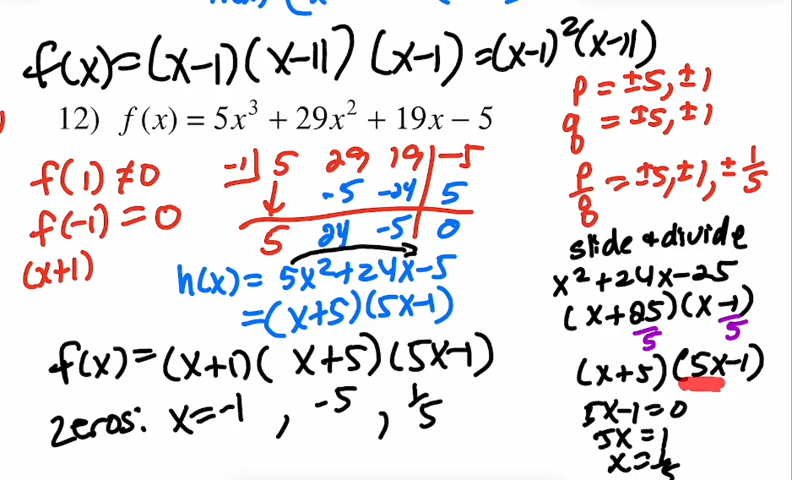 f(x)=(x-1)(x-11)(x-1)=(x-1)²(x-11)
12) f(x) = 5x³ + 29x² + 19x − 5
p = ±5, ±1
q = ±5, ±1
p/q = ±5, ±1, ±1/5
f(1) ≠ 0
f(-1) = 0
(x+1)
-1| 5 29 19 | -5
↓ -5 -24 | 5
5 24 -5 | 0
h(x) = 5x²+24x-5
=(x+5)(5x-1)
f(x)=(x+1)(x+5)(5x-1)
zeros: x=-1, -5, 1/5
slide & divide
x²+24x-25
(x+25/5)(x-1/5)
(x+5)(5x-1)
5x-1=0
5x=1
x=1/5